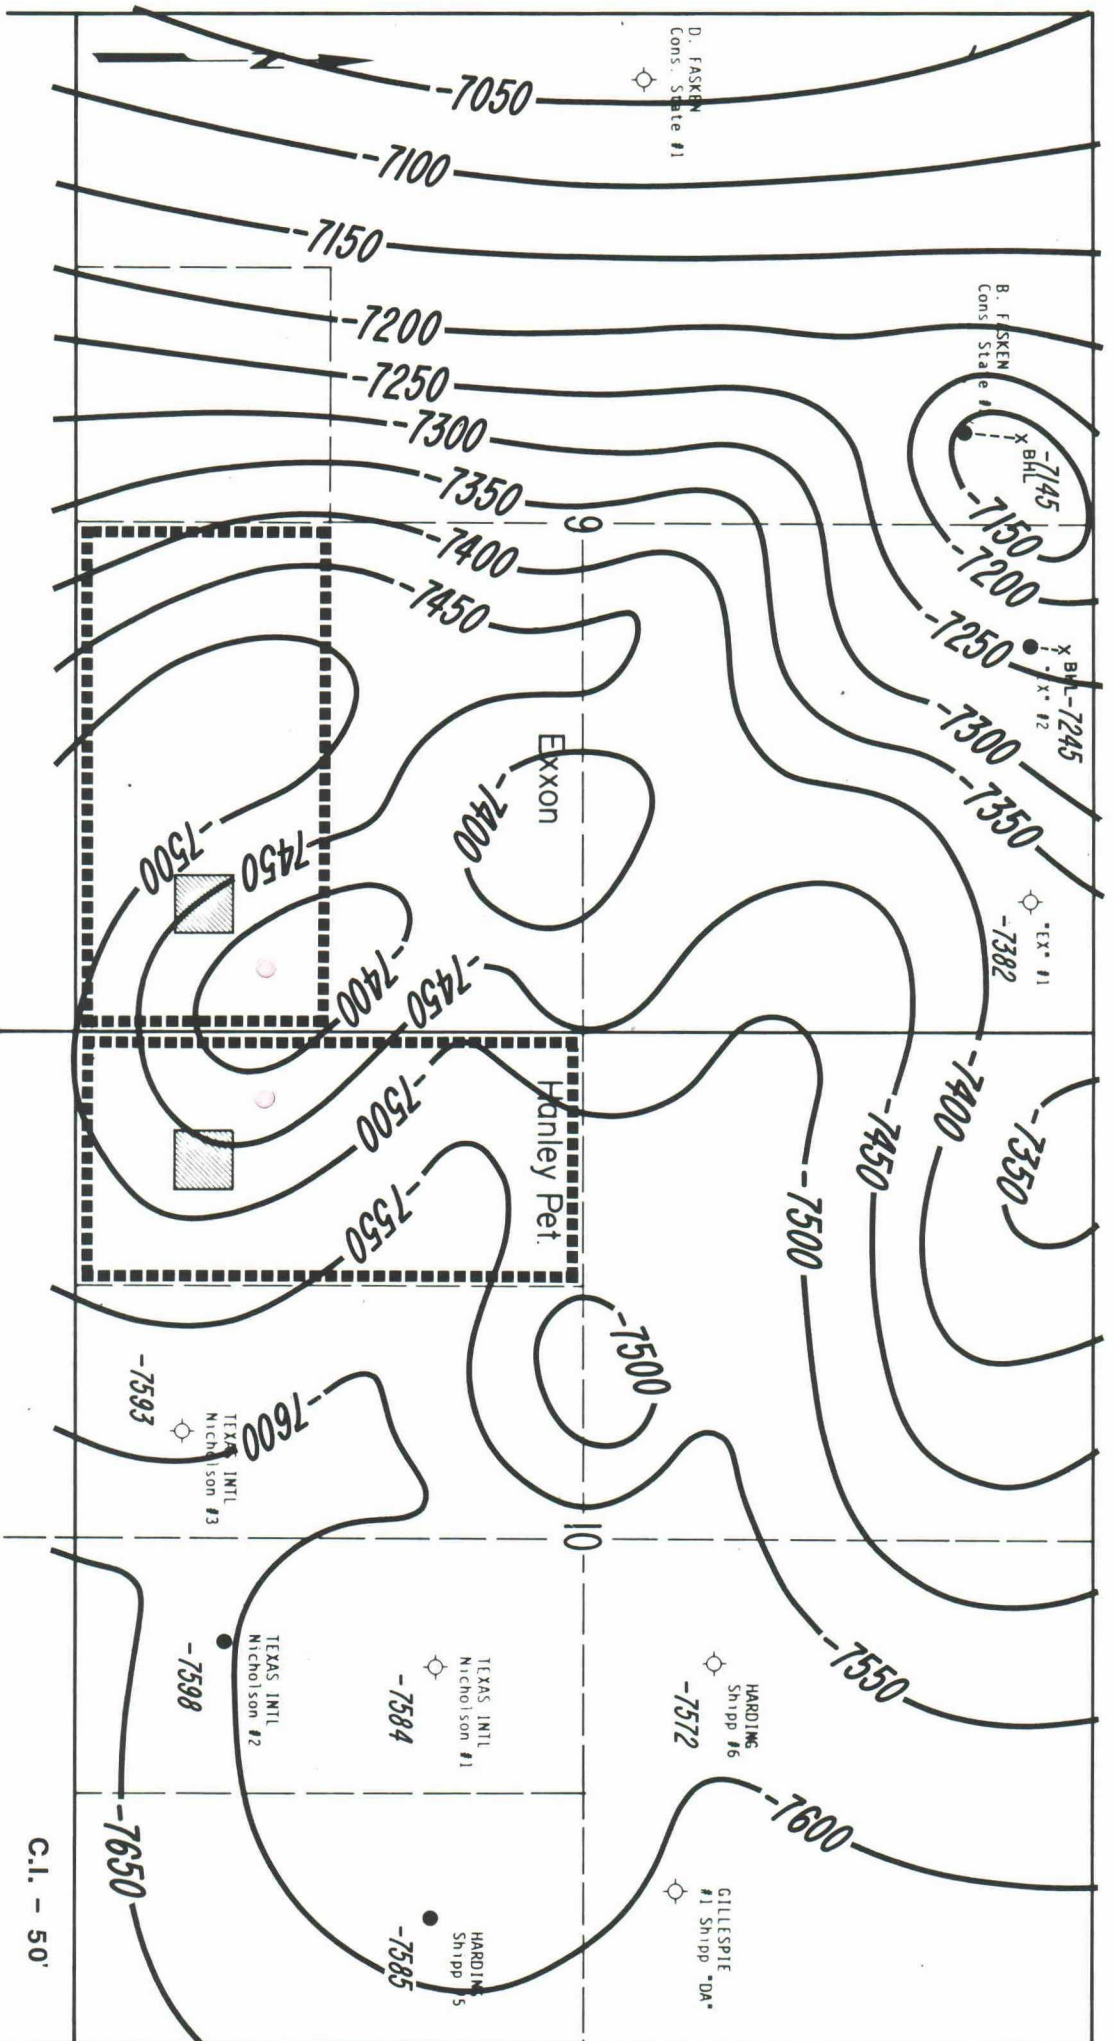 N
D. FASKEN
Cons. State #1
-7050
-7100
-7150
-7200
-7250
-7300
-7350
-7400
-7450
B. FASKEN
Cons State
x
BHL
-7145
-7150
-7200
-7250
x
BHL-7245
"EX" #2
-7300
-7350
"EX" #1
-7382
9
Exxon
-7400
-7500
-7450
-7400
-7450
-7500
-7550
Hanley Pet.
-7350
-7400
-7450
-7500
-7500
-7593
TEXAS INTL
Nicholson #3
-7600
10
TEXAS INTL
Nicholson #2
-7598
TEXAS INTL
Nicholson #1
-7584
HARDING
Shipp #6
-7572
-7550
-7600
GILLESPIE
#1 Shipp "DA"
HARDING
Shipp #5
-7585
-7650
C.I. - 50'